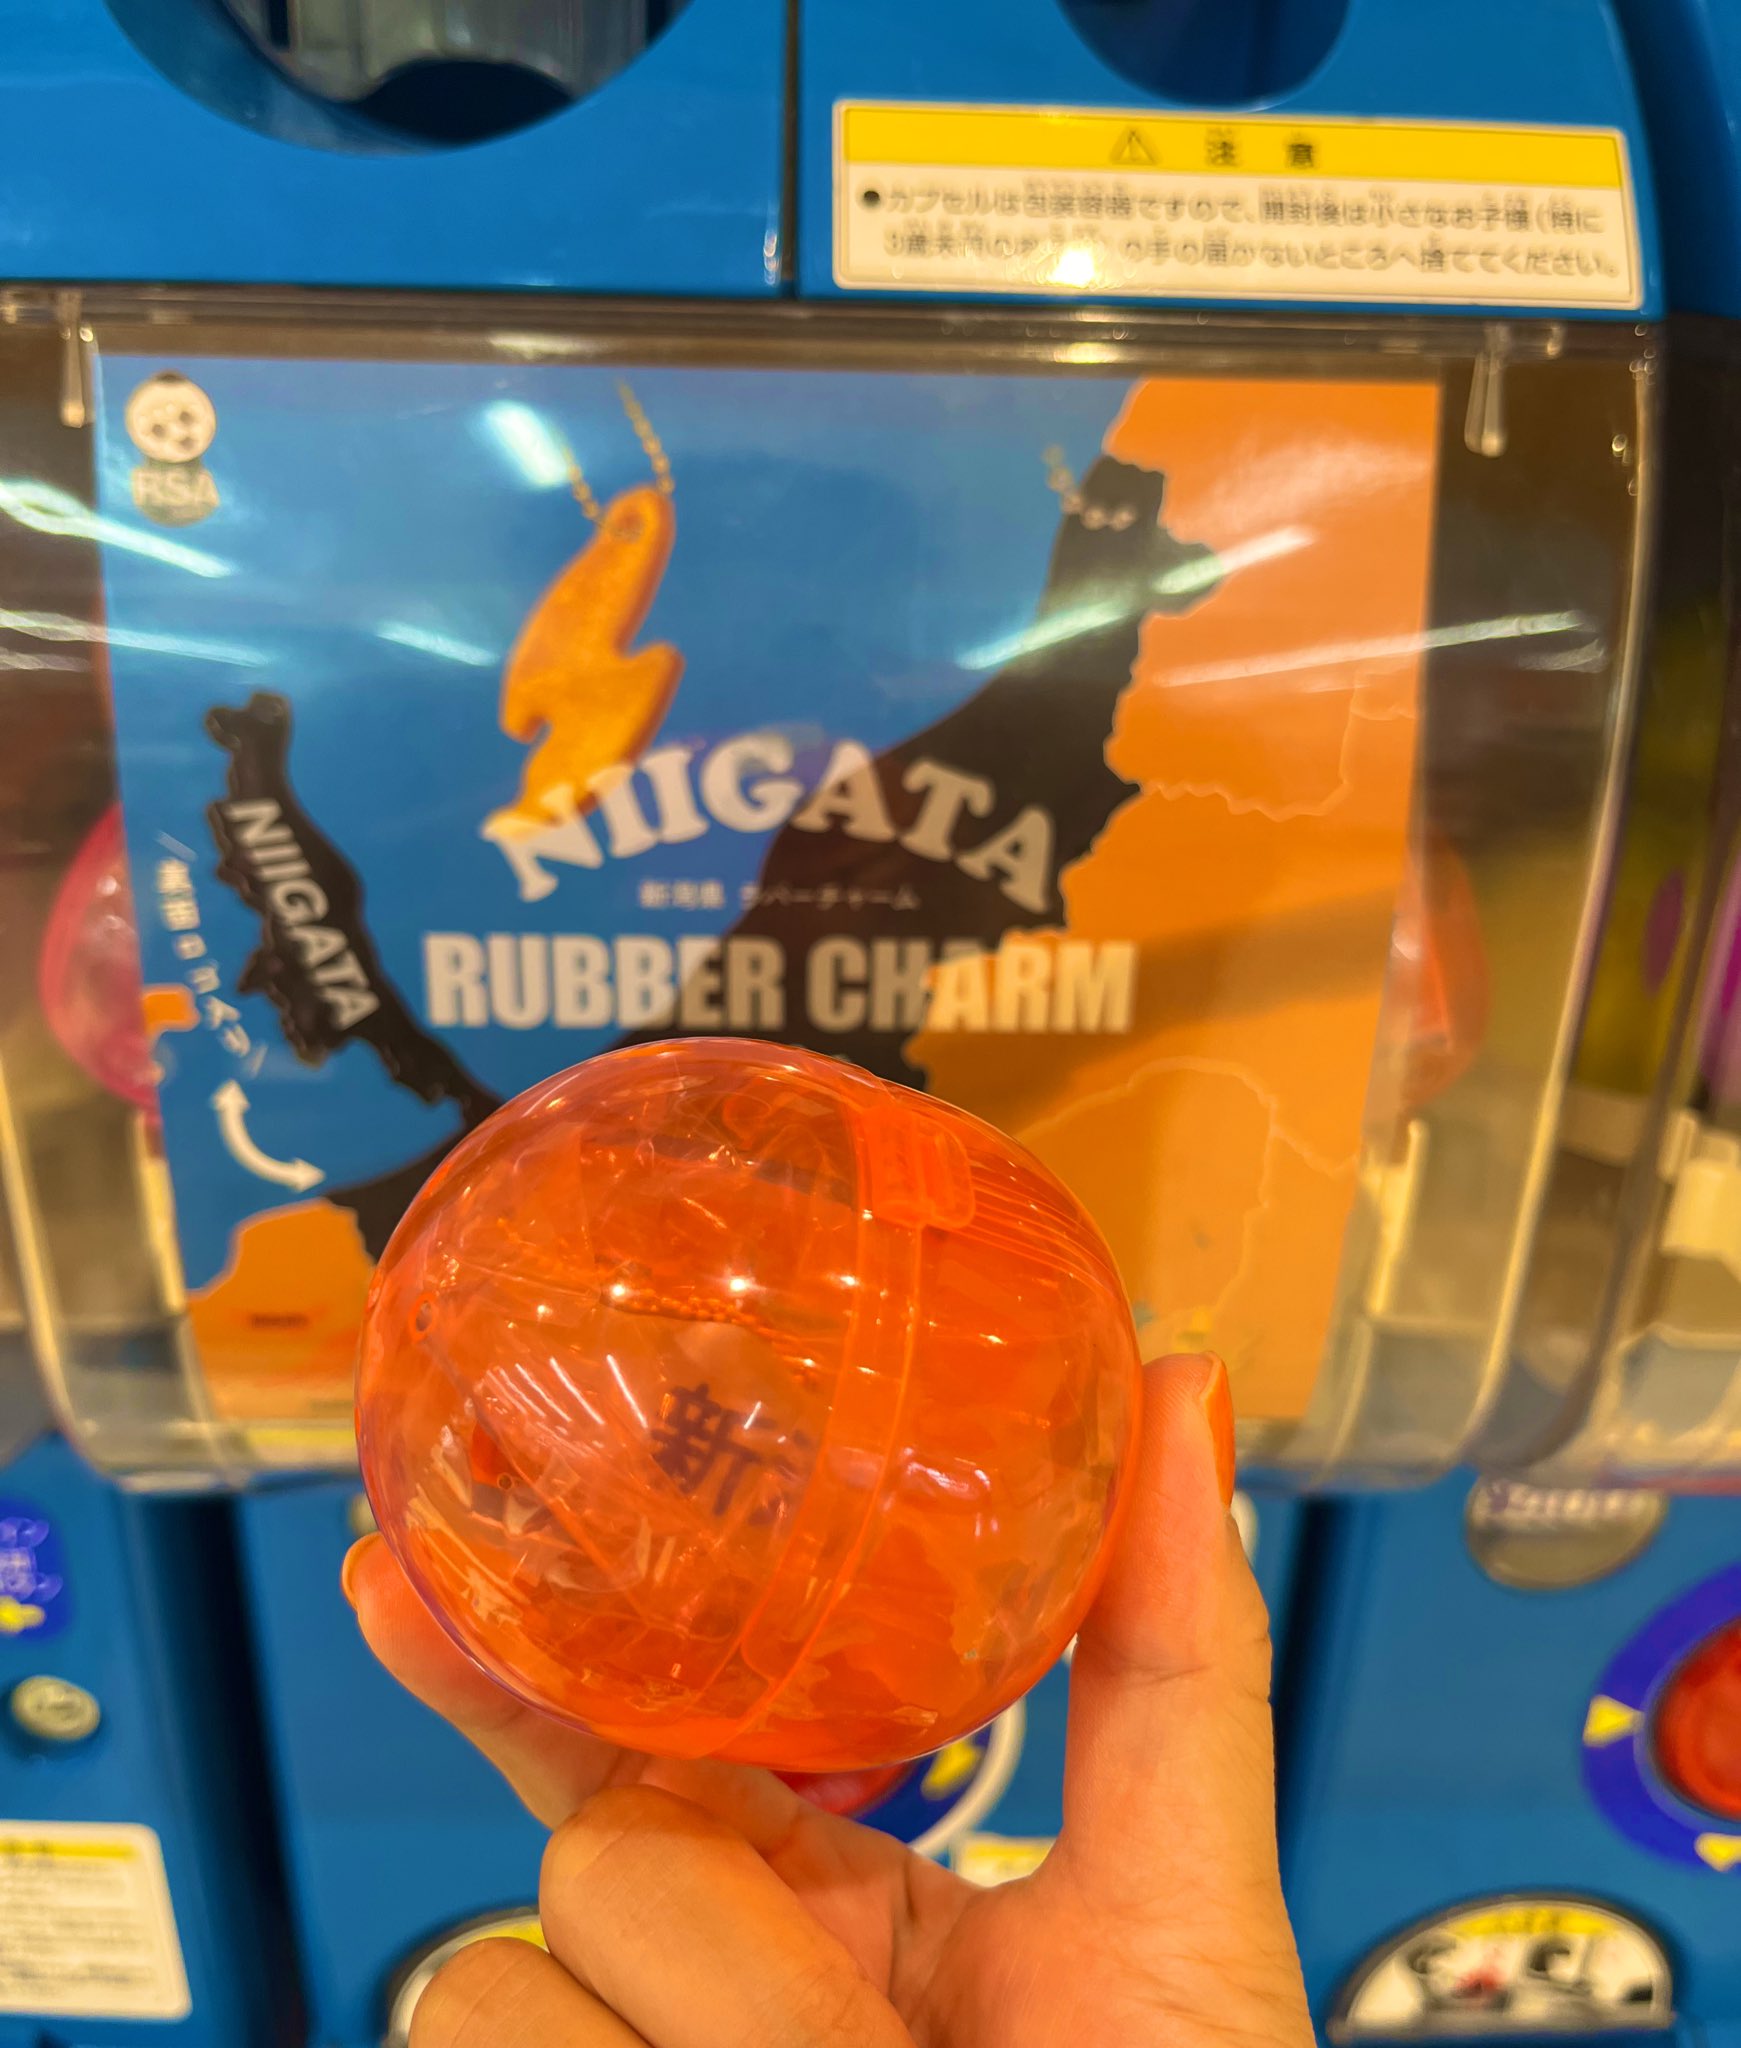 注 意
●カプセルは包装容器ですので、開封後は小さなお子様(特に
3歳未満のお子様)の手の届かないところへ捨ててください。
RSA
NIIGATA
新潟県 ラバーチャーム
RUBBER CHARM
NIIGATA
新